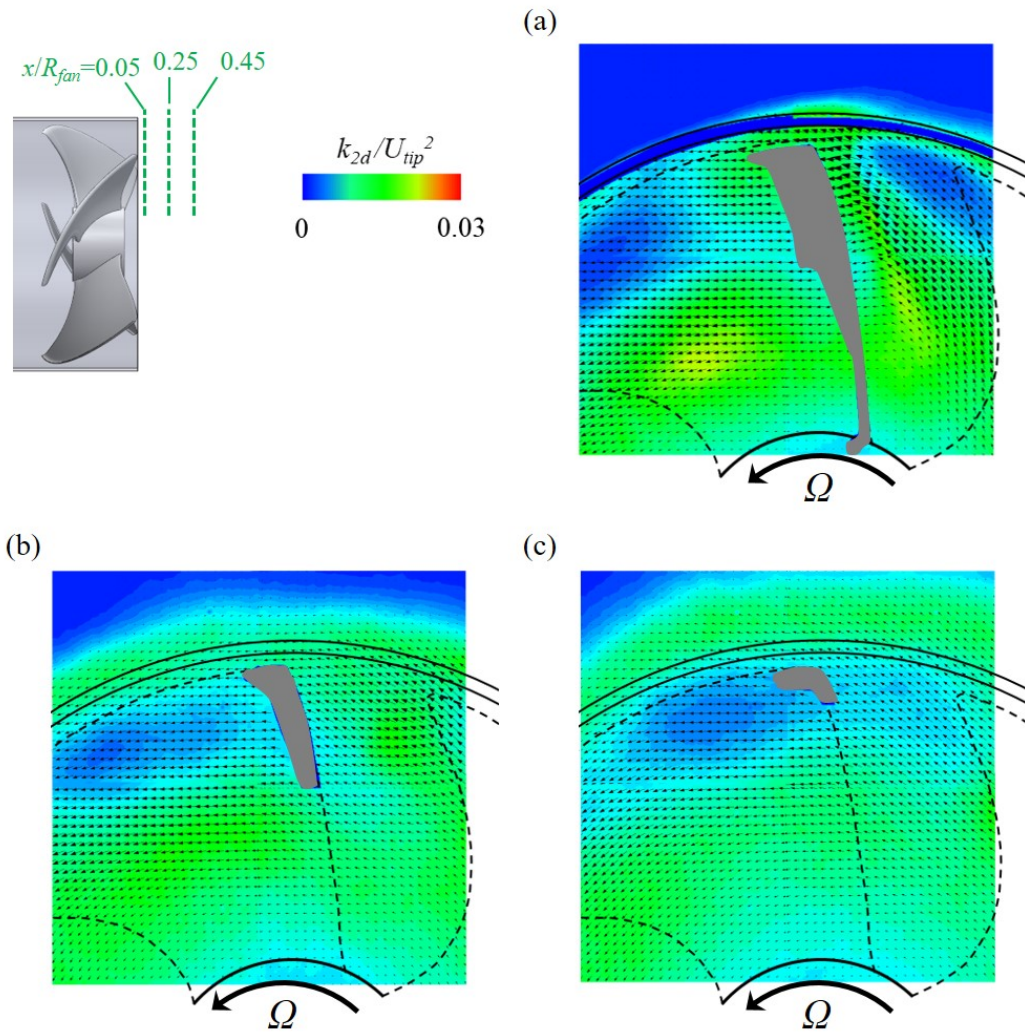 (a)
x/R_fan=0.05 0.25 0.45
k_2d/U_tip^2
0 0.03
Ω
(b) (c)
Ω Ω